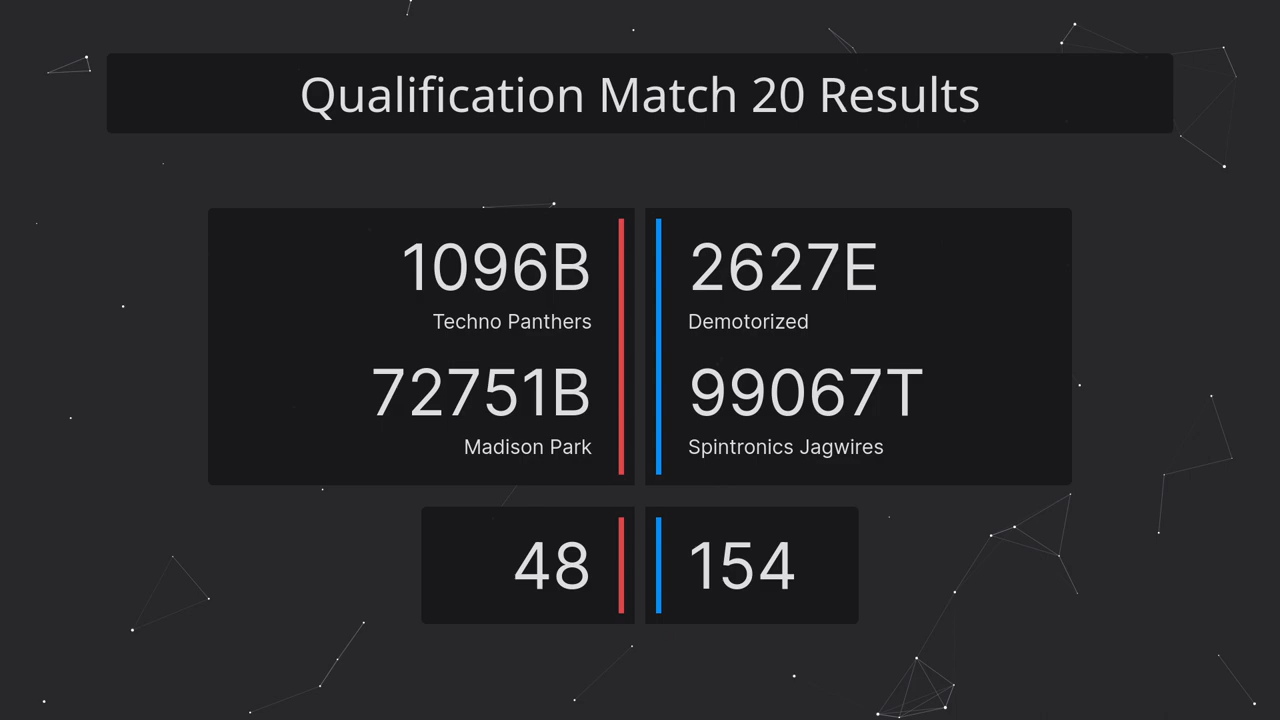 Qualification Match 20 Results
1096B
Techno Panthers
72751B
Madison Park
2627E
Demotorized
99067T
Spintronics Jagwires
48
154